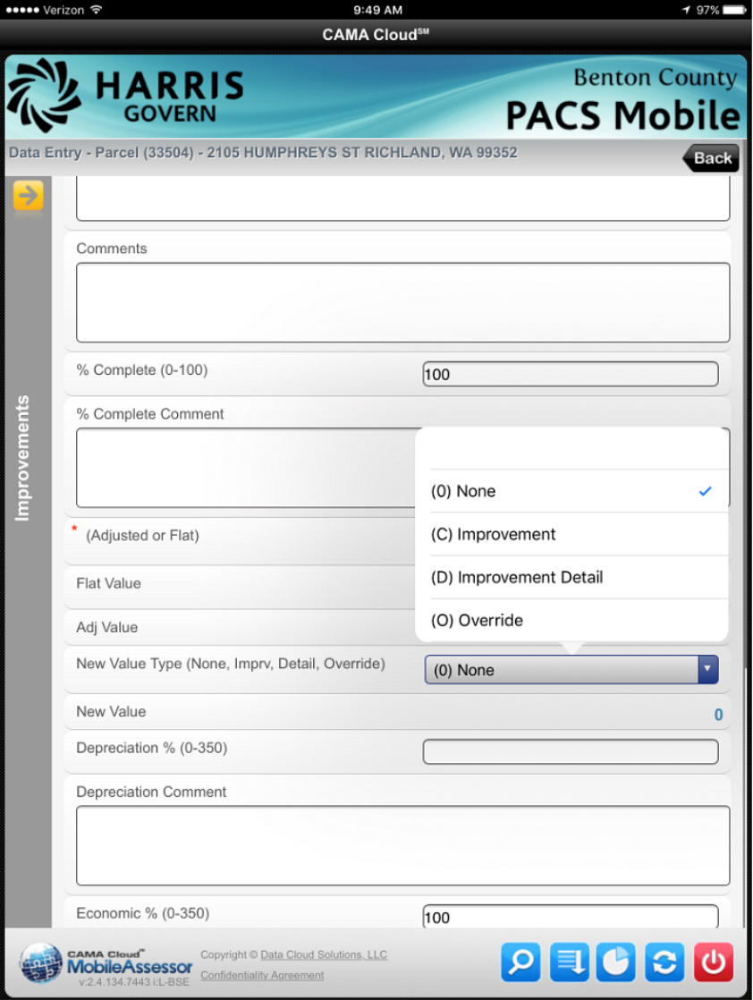 Verizon 9:49 AM 97%
CAMA Cloud℠
HARRIS
GOVERN
Benton County
PACS Mobile
Data Entry - Parcel (33504) - 2105 HUMPHREYS ST RICHLAND, WA 99352
Back
Improvements
Comments
% Complete (0-100) 100
% Complete Comment
(0) None
(C) Improvement
(D) Improvement Detail
(O) Override
* (Adjusted or Flat)
Flat Value
Adj Value
New Value Type (None, Imprv, Detail, Override) (0) None
New Value 0
Depreciation % (0-350)
Depreciation Comment
Economic % (0-350) 100
CAMA Cloud℠
MobileAssessor
v:2.4.134.7443 i:L-BSE
Copyright © Data Cloud Solutions, LLC
Confidentiality Agreement